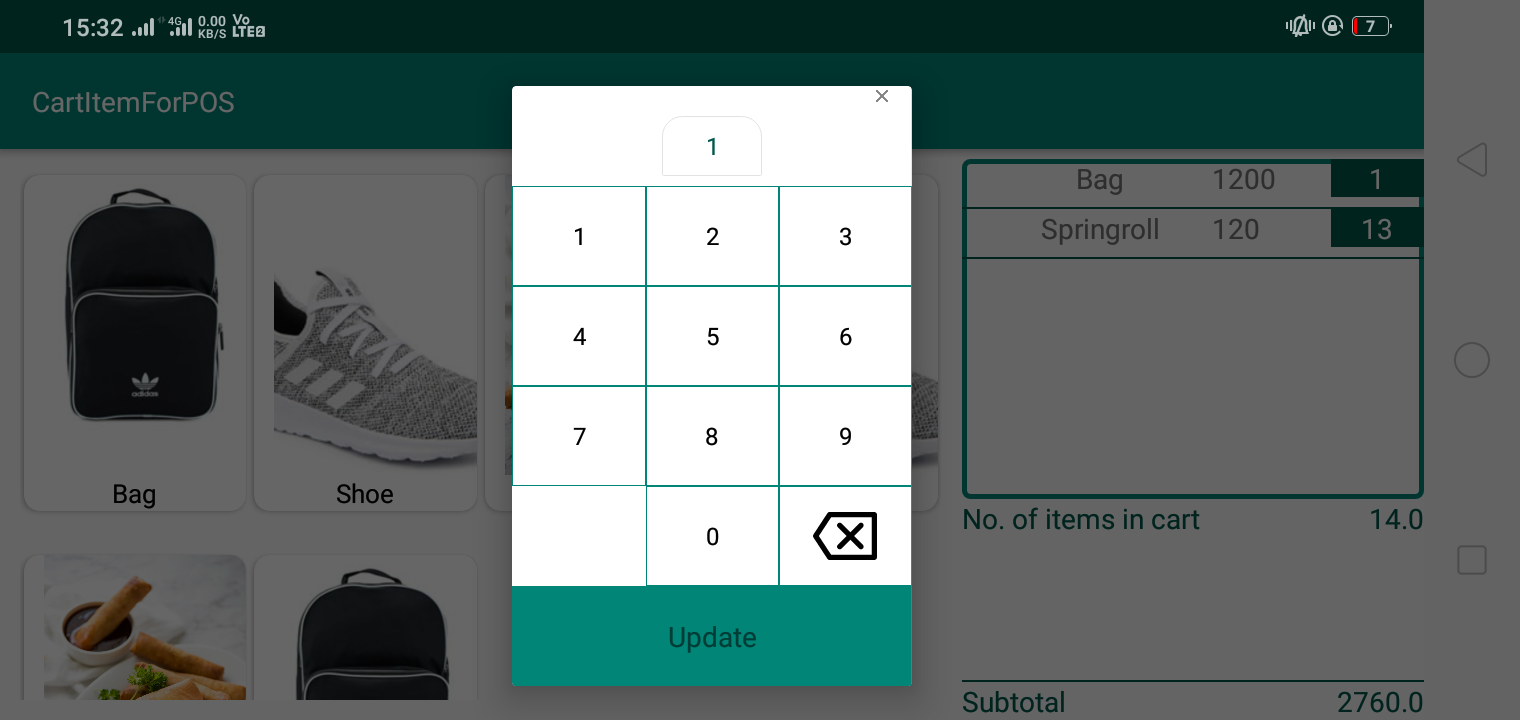 15:32 4G 0.00 KB/S Vo LTE2 7
CartItemForPOS
1
1 2 3
4 5 6
7 8 9
0
Update
adidas
Bag
Shoe
Bag 1200 1
Springroll 120 13
No. of items in cart 14.0
Subtotal 2760.0